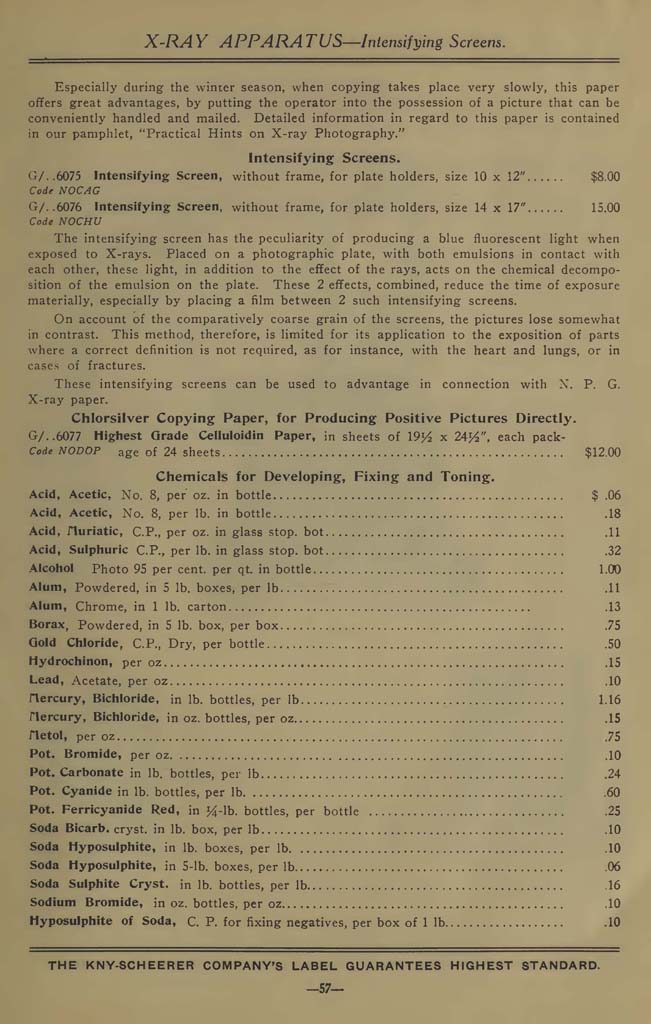 X-RAY APPARATUS—Intensifying Screens.
Especially during the winter season, when copying takes place very slowly, this paper
offers great advantages, by putting the operator into the possession of a picture that can be
conveniently handled and mailed. Detailed information in regard to this paper is contained
in our pamphlet, “Practical Hints on X-ray Photography.”
Intensifying Screens.
G/..6075 Intensifying Screen, without frame, for plate holders, size 10 x 12″...... $8.00
Code NOCAG
G/..6076 Intensifying Screen, without frame, for plate holders, size 14 x 17″...... 15.00
Code NOCHU
The intensifying screen has the peculiarity of producing a blue fluorescent light when
exposed to X-rays. Placed on a photographic plate, with both emulsions in contact with
each other, these light, in addition to the effect of the rays, acts on the chemical decompo-
sition of the emulsion on the plate. These 2 effects, combined, reduce the time of exposure
materially, especially by placing a film between 2 such intensifying screens.
On account of the comparatively coarse grain of the screens, the pictures lose somewhat
in contrast. This method, therefore, is limited for its application to the exposition of parts
where a correct definition is not required, as for instance, with the heart and lungs, or in
cases of fractures.
These intensifying screens can be used to advantage in connection with N. P. G.
X-ray paper.
Chlorsilver Copying Paper, for Producing Positive Pictures Directly.
G/..6077 Highest Grade Celluloidin Paper, in sheets of 19½ x 24½″, each pack-
Code NODOP age of 24 sheets........ $12.00
Chemicals for Developing, Fixing and Toning.
Acid, Acetic, No. 8, per oz. in bottle........ $ .06
Acid, Acetic, No. 8, per lb. in bottle........ .18
Acid, Muriatic, C.P., per oz. in glass stop. bot........ .11
Acid, Sulphuric C.P., per lb. in glass stop. bot........ .32
Alcohol Photo 95 per cent. per qt. in bottle........ 1.00
Alum, Powdered, in 5 lb. boxes, per lb........ .11
Alum, Chrome, in 1 lb. carton........ .13
Borax, Powdered, in 5 lb. box, per box........ .75
Gold Chloride, C.P., Dry, per bottle........ .50
Hydrochinon, per oz........ .15
Lead, Acetate, per oz........ .10
Mercury, Bichloride, in lb. bottles, per lb........ 1.16
Mercury, Bichloride, in oz. bottles, per oz........ .15
Metol, per oz........ .75
Pot. Bromide, per oz........ .10
Pot. Carbonate in lb. bottles, per lb........ .24
Pot. Cyanide in lb. bottles, per lb........ .60
Pot. Ferricyanide Red, in ¼-lb. bottles, per bottle ........ .25
Soda Bicarb. cryst. in lb. box, per lb........ .10
Soda Hyposulphite, in lb. boxes, per lb........ .10
Soda Hyposulphite, in 5-lb. boxes, per lb........ .06
Soda Sulphite Cryst. in lb. bottles, per lb........ .16
Sodium Bromide, in oz. bottles, per oz........ .10
Hyposulphite of Soda, C. P. for fixing negatives, per box of 1 lb........ .10
THE KNY-SCHEERER COMPANY'S LABEL GUARANTEES HIGHEST STANDARD.
—57—